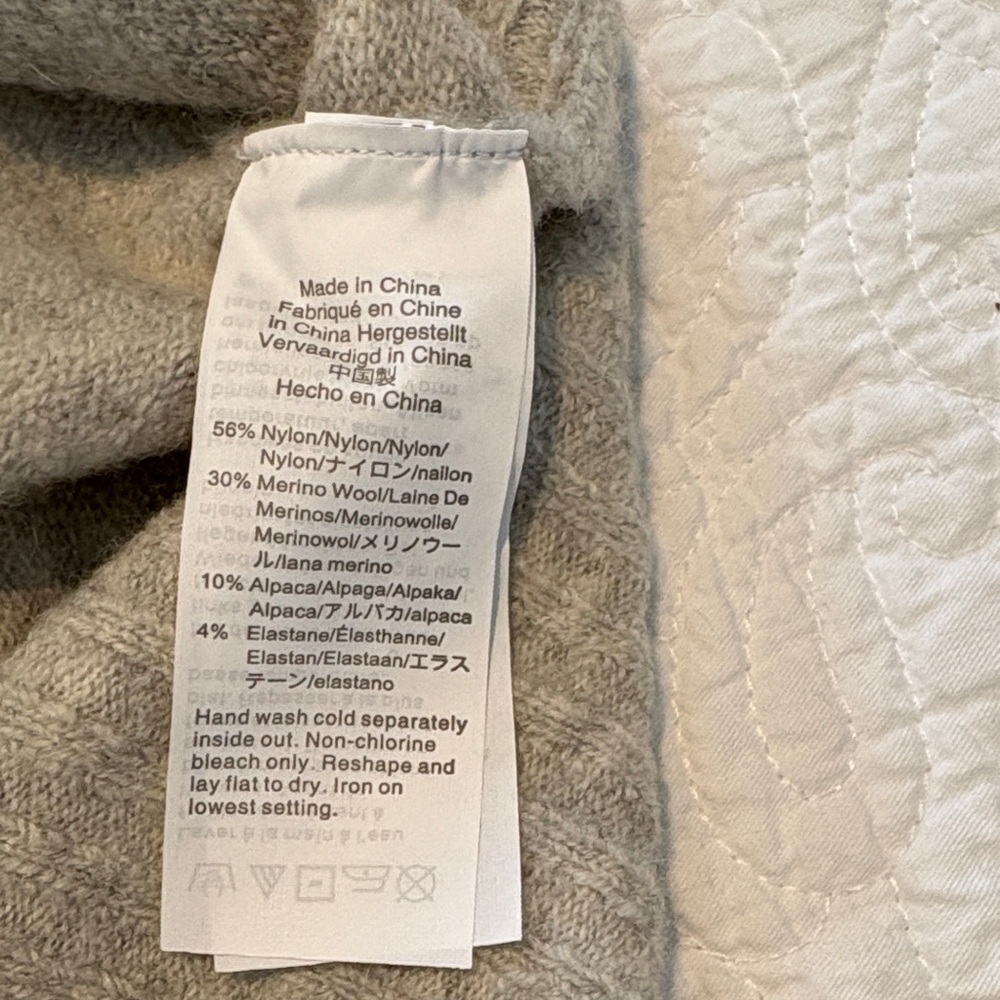 Made in China
Fabriqué en Chine
in China Hergestellt
Vervaardigd in China
中国製
Hecho en China
56% Nylon/Nylon/Nylon/
Nylon/ナイロン/nailon
30% Merino Wool/Laine De
Merinos/Merinowolle/
Merinowol/メリノウー
ル/lana merino
10% Alpaca/Alpaga/Alpaka/
Alpaca/アルパカ/alpaca
4% Elastane/Élasthanne/
Elastan/Elastaan/エラス
テーン/elastano
Hand wash cold separately
inside out. Non-chlorine
bleach only. Reshape and
lay flat to dry. Iron on
lowest setting.